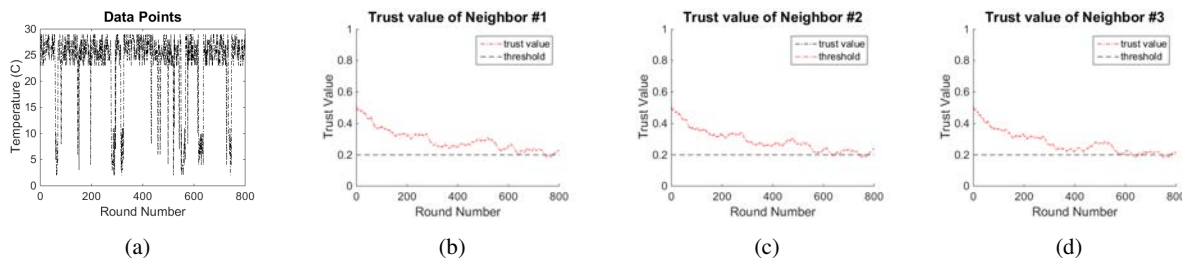 Data Points
Temperature (C)
30
25
20
15
10
5
0
0 200 400 600 800
Round Number
(a)
Trust value of Neighbor #1
Trust Value
1
0.8
0.6
0.4
0.2
0
trust value
threshold
0 200 400 600 800
Round Number
(b)
Trust value of Neighbor #2
Trust Value
1
0.8
0.6
0.4
0.2
0
trust value
threshold
0 200 400 600 800
Round Number
(c)
Trust value of Neighbor #3
Trust Value
1
0.8
0.6
0.4
0.2
0
trust value
threshold
0 200 400 600 800
Round Number
(d)